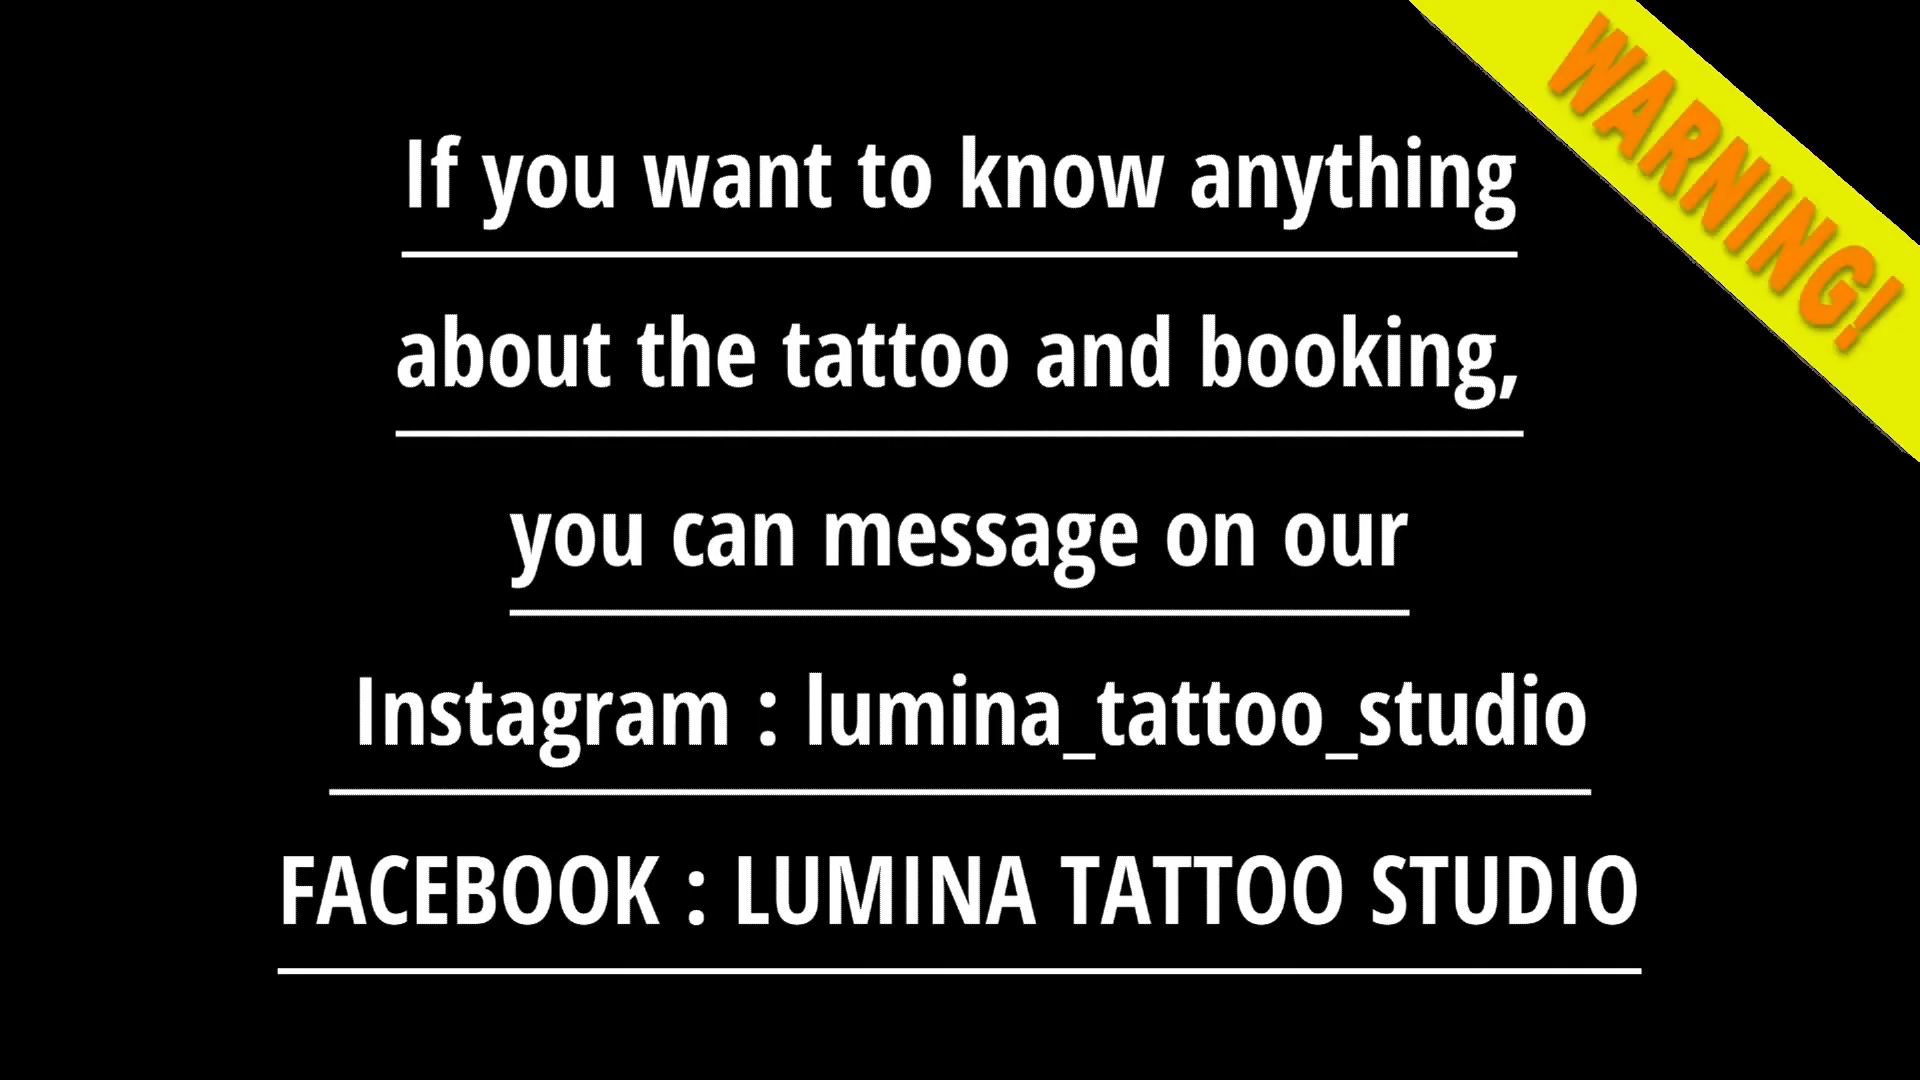 WARNING!
If you want to know anything
about the tattoo and booking,
you can message on our
Instagram : lumina_tattoo_studio
FACEBOOK : LUMINA TATTOO STUDIO